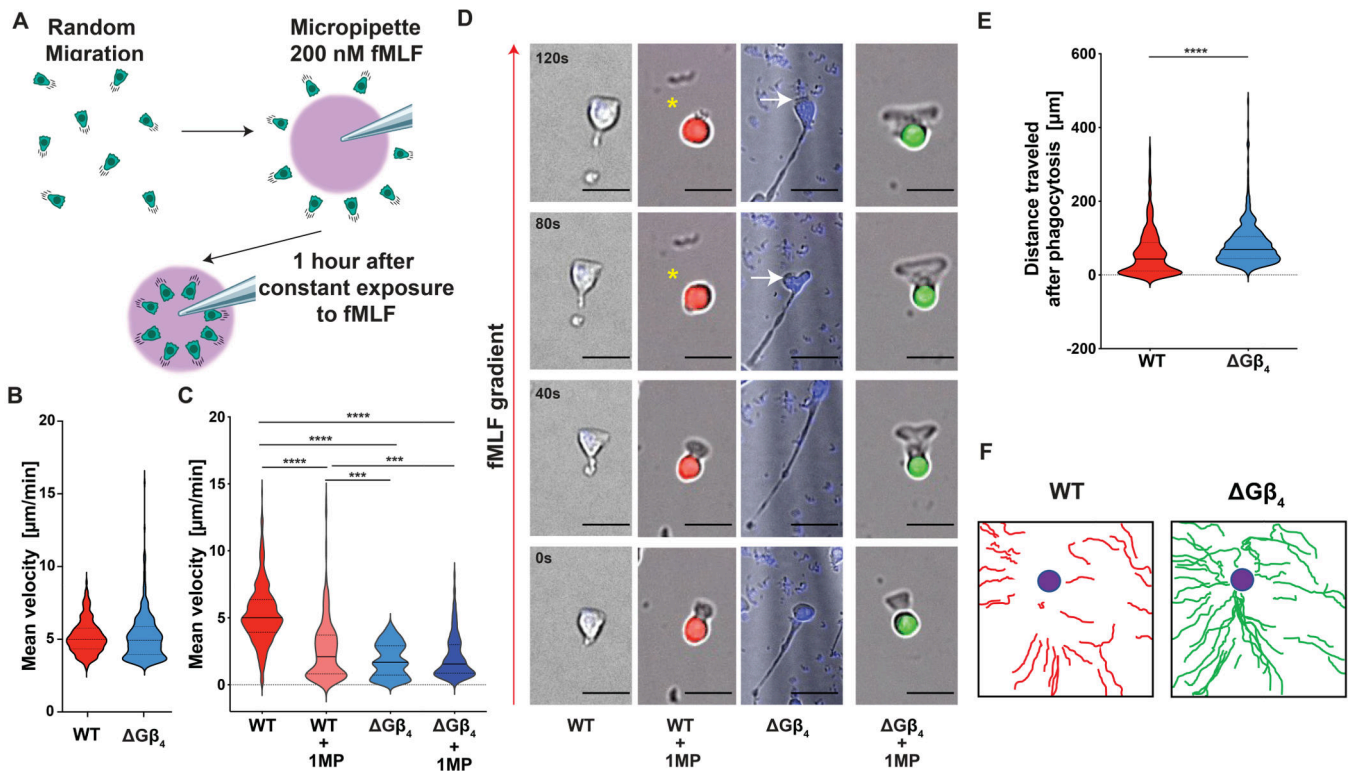 A
Random
Migration
Micropipette
200 nM fMLF
1 hour after
constant exposure
to fMLF
B
Mean velocity [µm/min]
20
15
10
5
0
WT
ΔGβ₄
C
****
****
****
***
***
Mean velocity [µm/min]
20
15
10
5
0
WT
WT
+
1MP
ΔGβ₄
ΔGβ₄
+
1MP
D
fMLF gradient
120s
*
80s
*
40s
0s
WT
WT
+
1MP
ΔGβ₄
ΔGβ₄
+
1MP
E
****
Distance traveled
after phagocytosis [µm]
600
400
200
0
-200
WT
ΔGβ₄
F
WT
ΔGβ₄